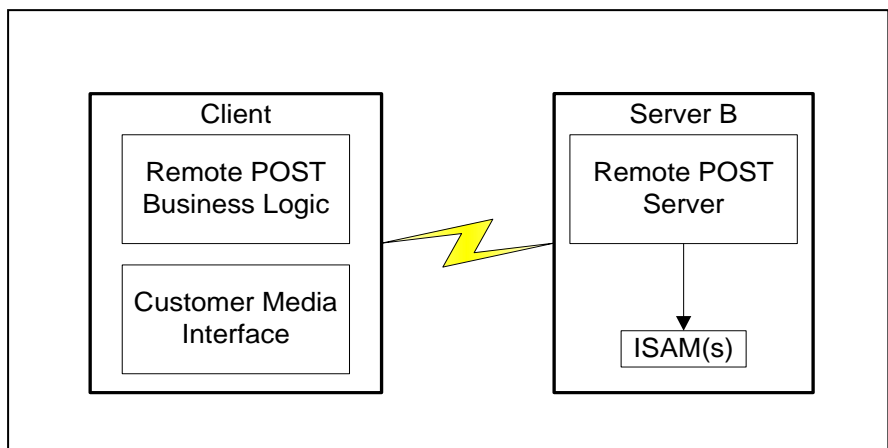 Client
Remote POST
Business Logic
Customer Media
Interface
Server B
Remote POST
Server
ISAM(s)